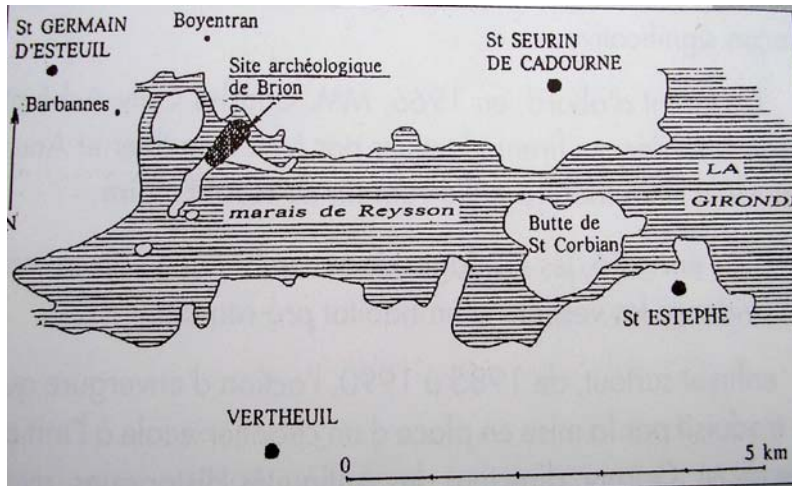 St GERMAIN
D'ESTEUIL
Boyentran
Site archéologique
de Brion
Barbannes
St SEURIN
DE CADOURNE
N
LA
GIRONDE
marais de Reysson
Butte de
St Corbian
St ESTEPHE
VERTHEUIL
0
5 km